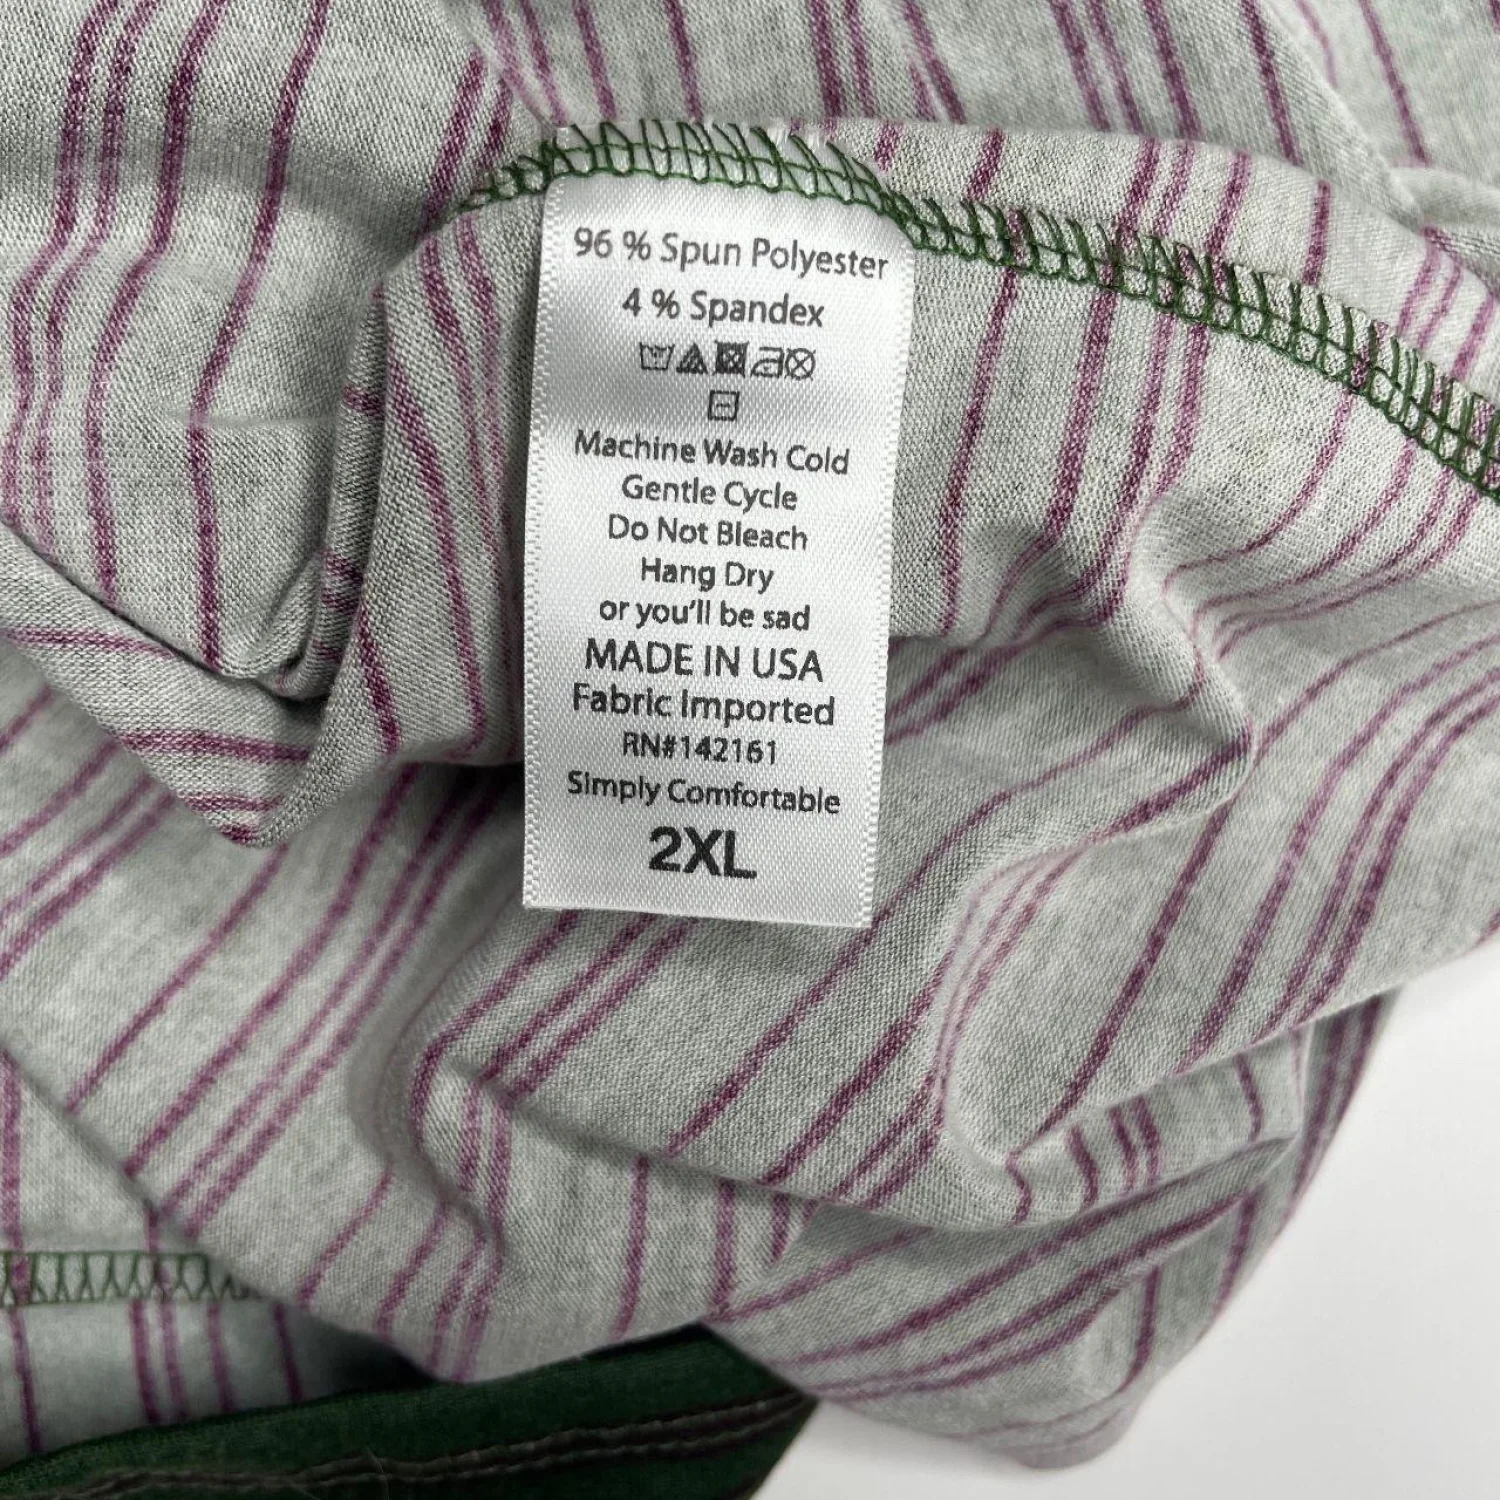 96 % Spun Polyester
4 % Spandex
Machine Wash Cold
Gentle Cycle
Do Not Bleach
Hang Dry
or you'll be sad
MADE IN USA
Fabric Imported
RN#142161
Simply Comfortable
2XL